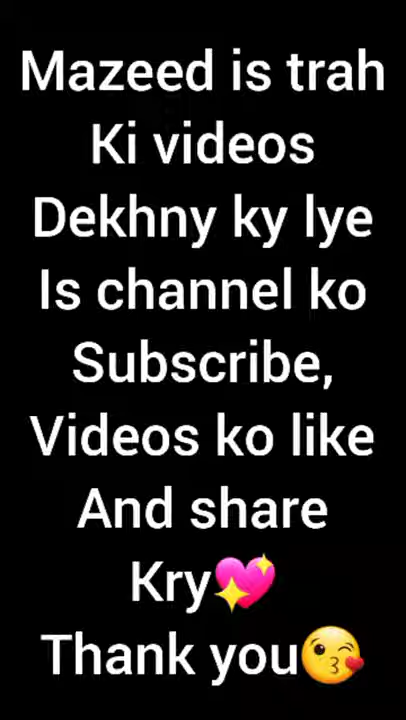 Mazeed is trah
Ki videos
Dekhny ky lye
Is channel ko
Subscribe,
Videos ko like
And share
Kry💖
Thank you😘